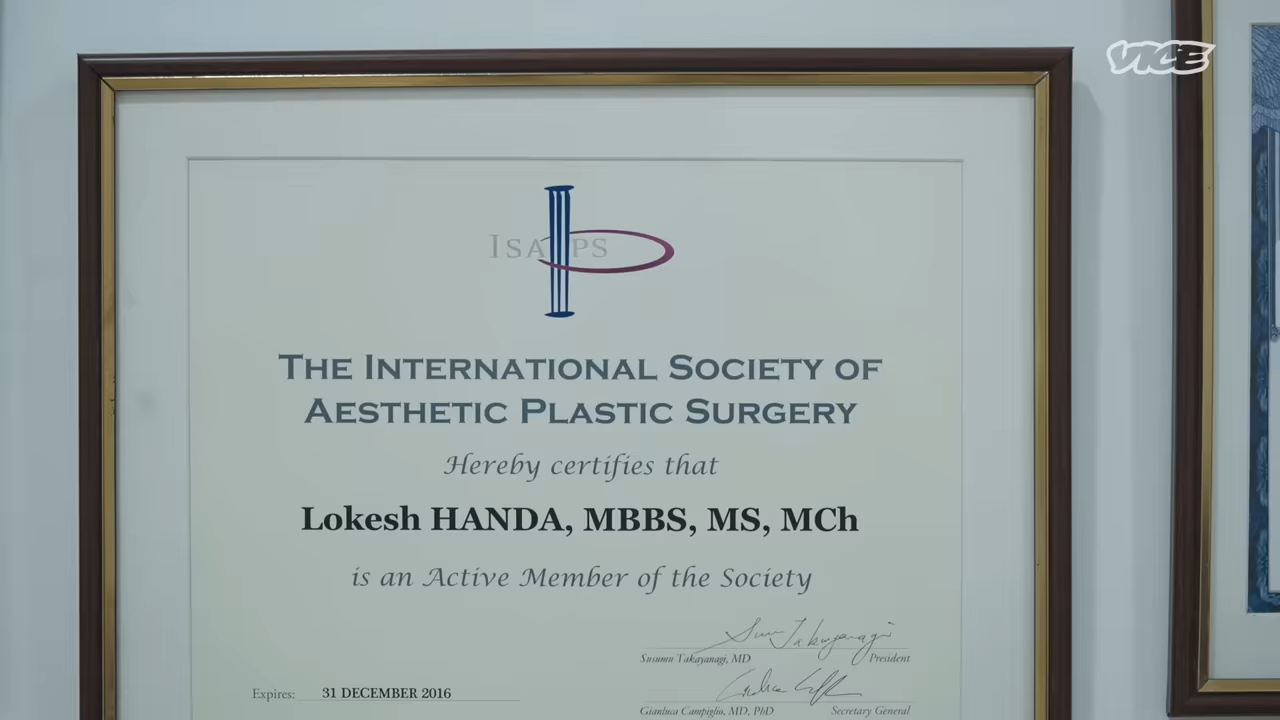 VICE
ISAPS
THE INTERNATIONAL SOCIETY OF
AESTHETIC PLASTIC SURGERY
Hereby certifies that
Lokesh HANDA, MBBS, MS, MCh
is an Active Member of the Society
Susumu Takayanagi, MD President
Expires: 31 DECEMBER 2016
Gianluca Campiglio, MD, PhD Secretary General